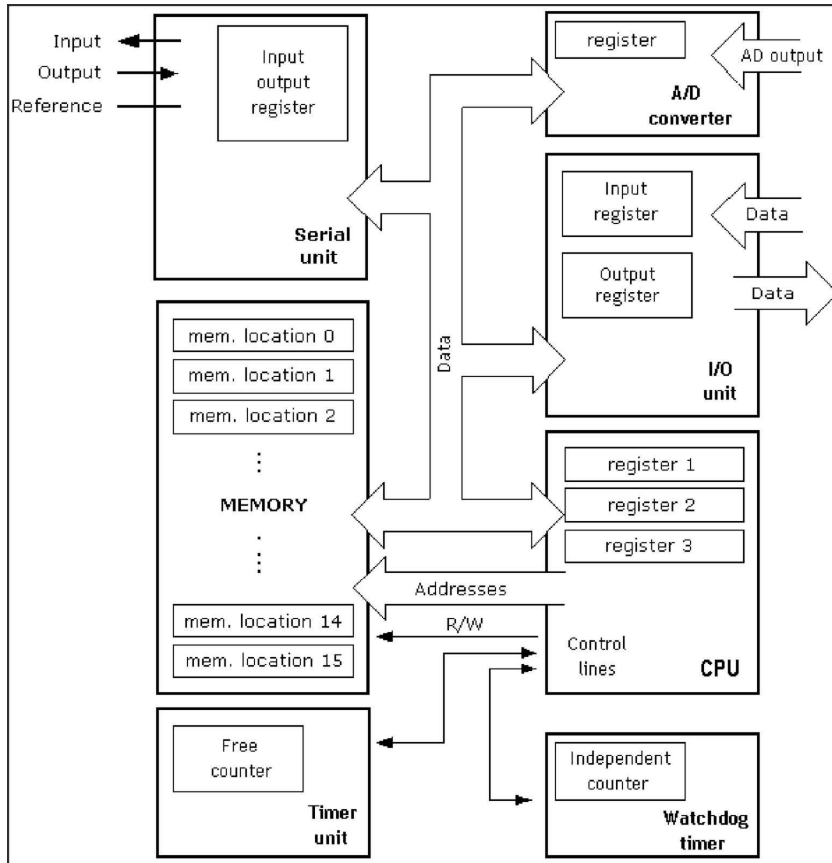 Input
Output
Reference
Input
output
register
Serial
unit
register
AD output
A/D
converter
Input
register
Data
Output
register
Data
I/O
unit
Data
mem. location 0
mem. location 1
mem. location 2
MEMORY
mem. location 14
mem. location 15
register 1
register 2
register 3
Addresses
R/W
Control
lines
CPU
Free
counter
Timer
unit
Independent
counter
Watchdog
timer